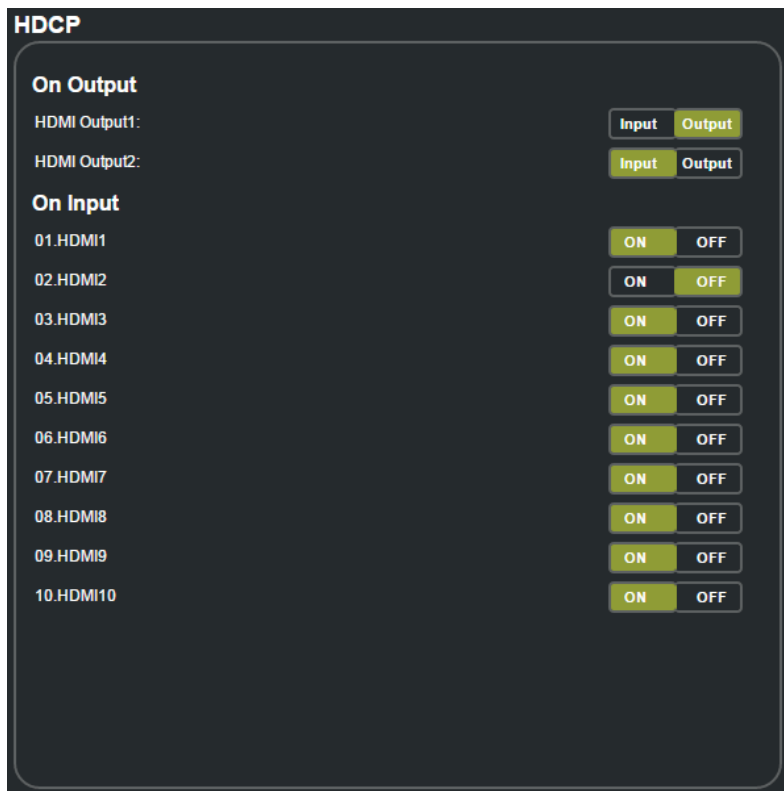 HDCP
On Output
HDMI Output1: Input Output
HDMI Output2: Input Output
On Input
01.HDMI1 ON OFF
02.HDMI2 ON OFF
03.HDMI3 ON OFF
04.HDMI4 ON OFF
05.HDMI5 ON OFF
06.HDMI6 ON OFF
07.HDMI7 ON OFF
08.HDMI8 ON OFF
09.HDMI9 ON OFF
10.HDMI10 ON OFF